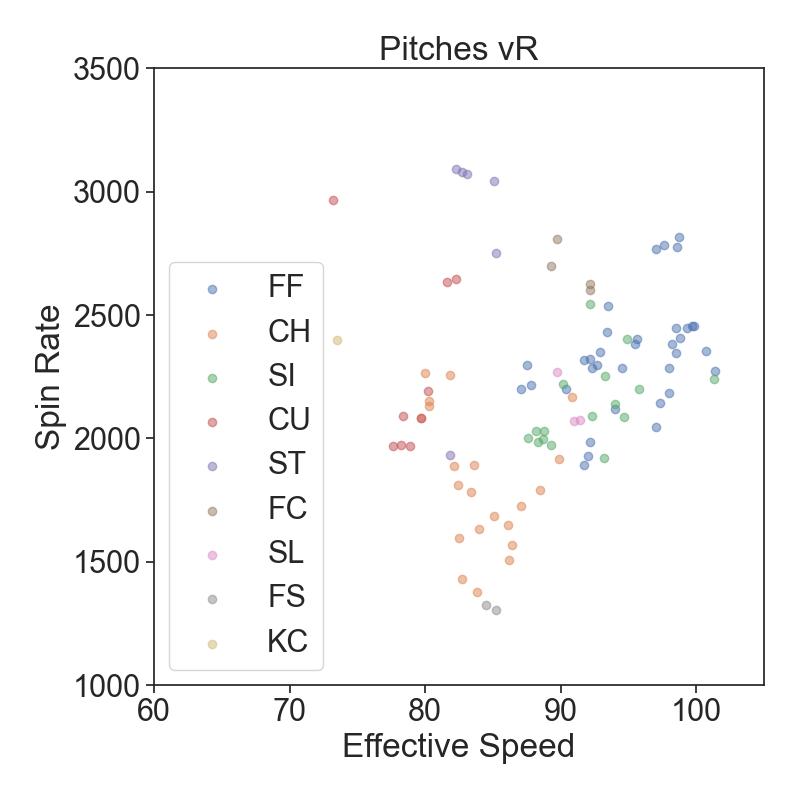 Pitches vR
3500
3000
2500
2000
1500
1000
Spin Rate
FF
CH
SI
CU
ST
FC
SL
FS
KC
60 70 80 90 100
Effective Speed